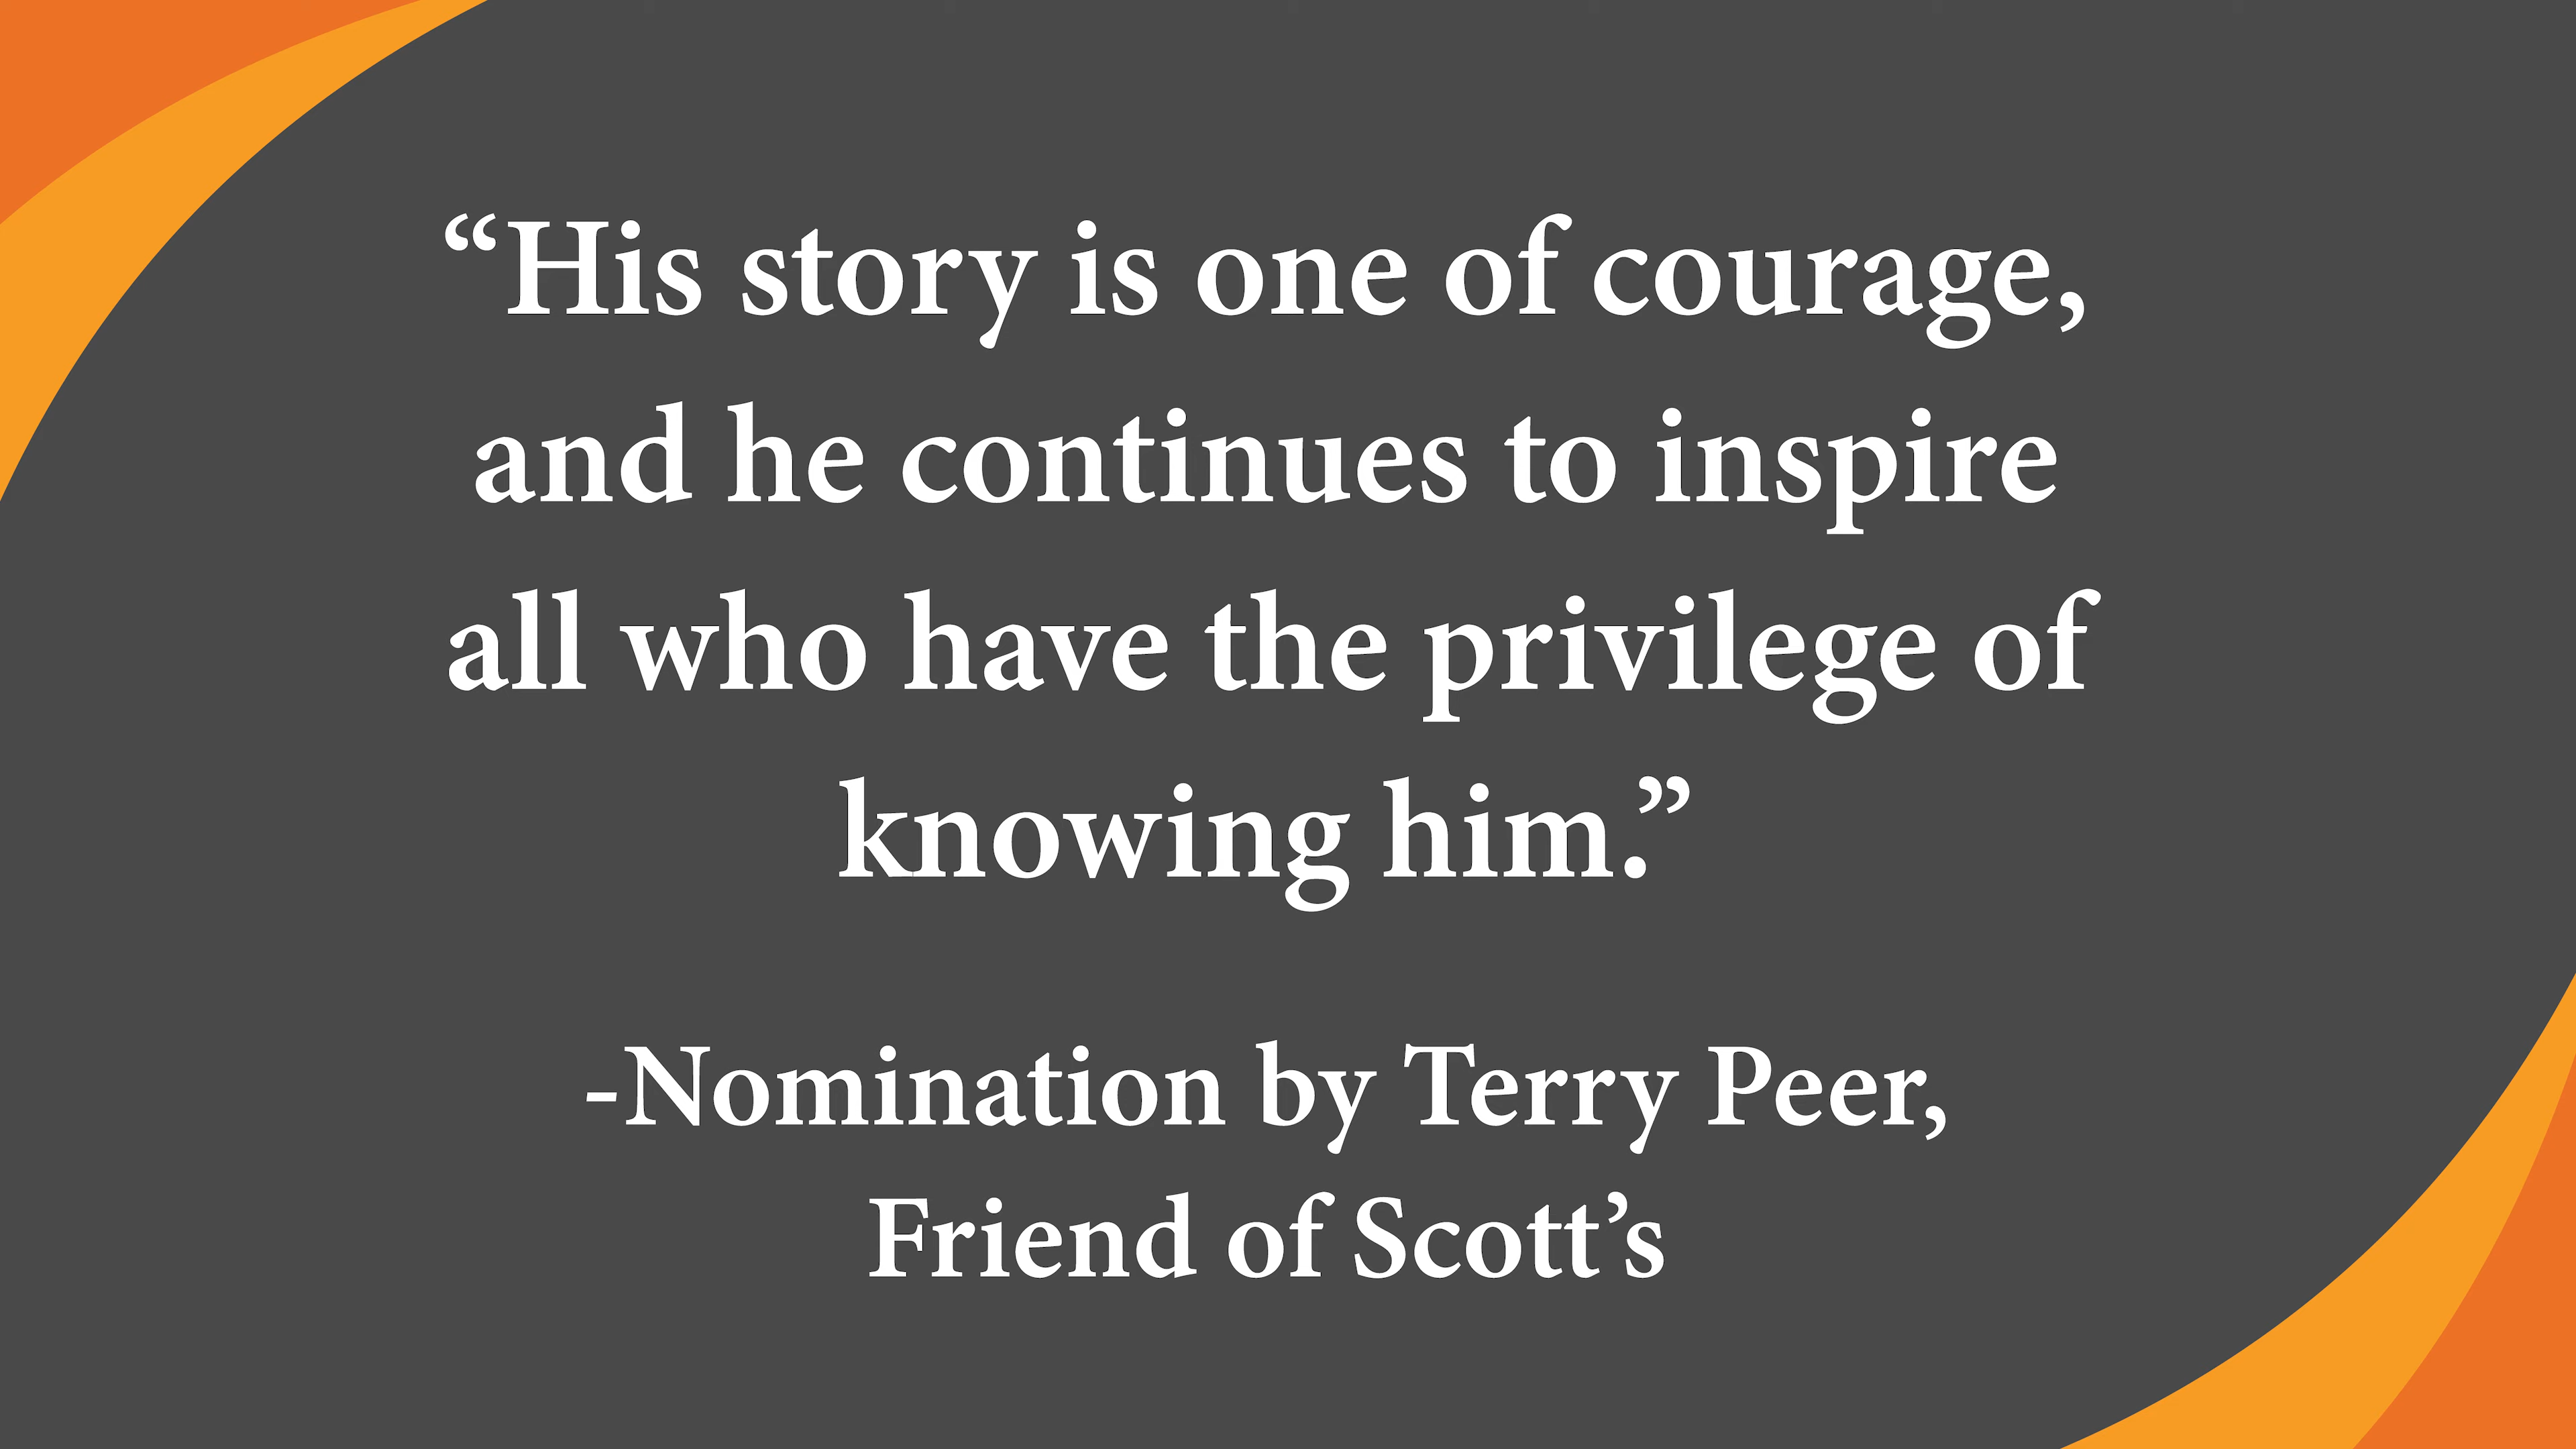 “His story is one of courage,
and he continues to inspire
all who have the privilege of
knowing him.”
-Nomination by Terry Peer,
Friend of Scott’s